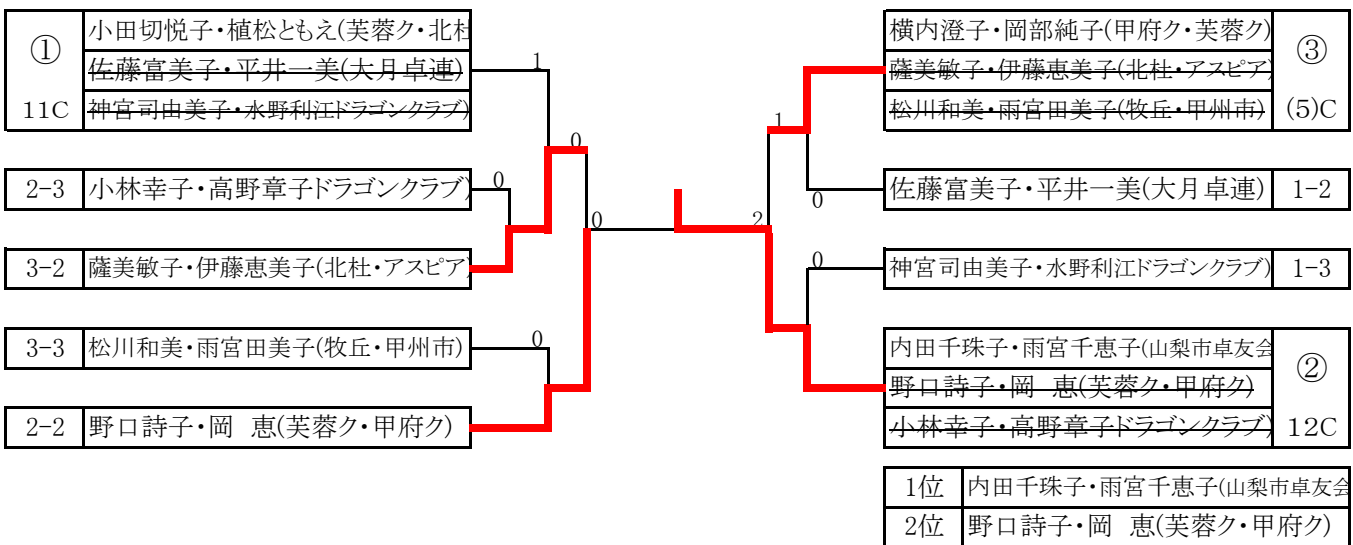 ①
11C
小田切悦子・植松ともえ(芙蓉ク・北杜
佐藤富美子・平井一美(大月卓連)
神宮司由美子・水野利江ドラゴンクラブ)
1
0
2-3 小林幸子・高野章子ドラゴンクラブ)
0
3-2 薩美敏子・伊藤恵美子(北杜・アスピア)
0
3-3 松川和美・雨宮田美子(牧丘・甲州市)
0
2-2 野口詩子・岡 恵(芙蓉ク・甲府ク)
横内澄子・岡部純子(甲府ク・芙蓉ク)
薩美敏子・伊藤恵美子(北杜・アスピア)
松川和美・雨宮田美子(牧丘・甲州市)
③
(5)C
1
佐藤富美子・平井一美(大月卓連) 1-2
0
2
0
神宮司由美子・水野利江ドラゴンクラブ) 1-3
内田千珠子・雨宮千恵子(山梨市卓友会
野口詩子・岡 恵(芙蓉ク・甲府ク)
小林幸子・高野章子ドラゴンクラブ)
②
12C
1位 内田千珠子・雨宮千恵子(山梨市卓友会
2位 野口詩子・岡 恵(芙蓉ク・甲府ク)